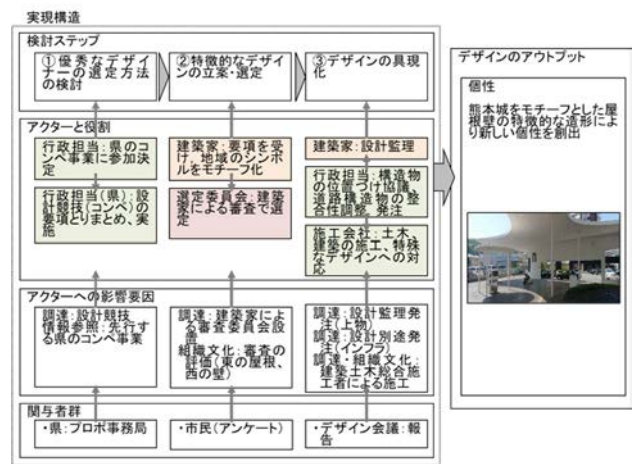 実現構造
検討ステップ
①優秀なデザイ
ナーの選定方法
の検討
②特徴的なデザイ
ンの立案・選定
③デザインの具現
化
アクターと役割
行政担当:県のコ
ンペ事業に参加決
定
行政担当(県):設
計競技(コンペ)の
要項とりまとめ、実
施
建築家:要項を受
け,地域のシンボ
ルをモチーフ化
選定委員会:建築
家による審査で選
定
建築家:設計監理
行政担当:構造物
の位置づけ協議、
道路構造物の整
合性調整、発注
施工会社:土木、
建築の施工、特殊
なデザインへの対
応
アクターへの影響要因
調達:設計競技
情報参照:先行す
る県のコンペ事業
調達:建築家によ
る審査委員会設
置
組織文化:審査の
評価(東の屋根、
西の壁)
調達:設計監理発
注(上物)
調達:設計別途発
注(インフラ)
調達・組織文化:
建築土木総合施工
者による施工
関与者群
・県:プロポ事務局
・市民(アンケート)
・デザイン会議:報
告
デザインのアウトプット
個性
熊本城をモチーフとした屋
根壁の特徴的な造形によ
り新しい個性を創出